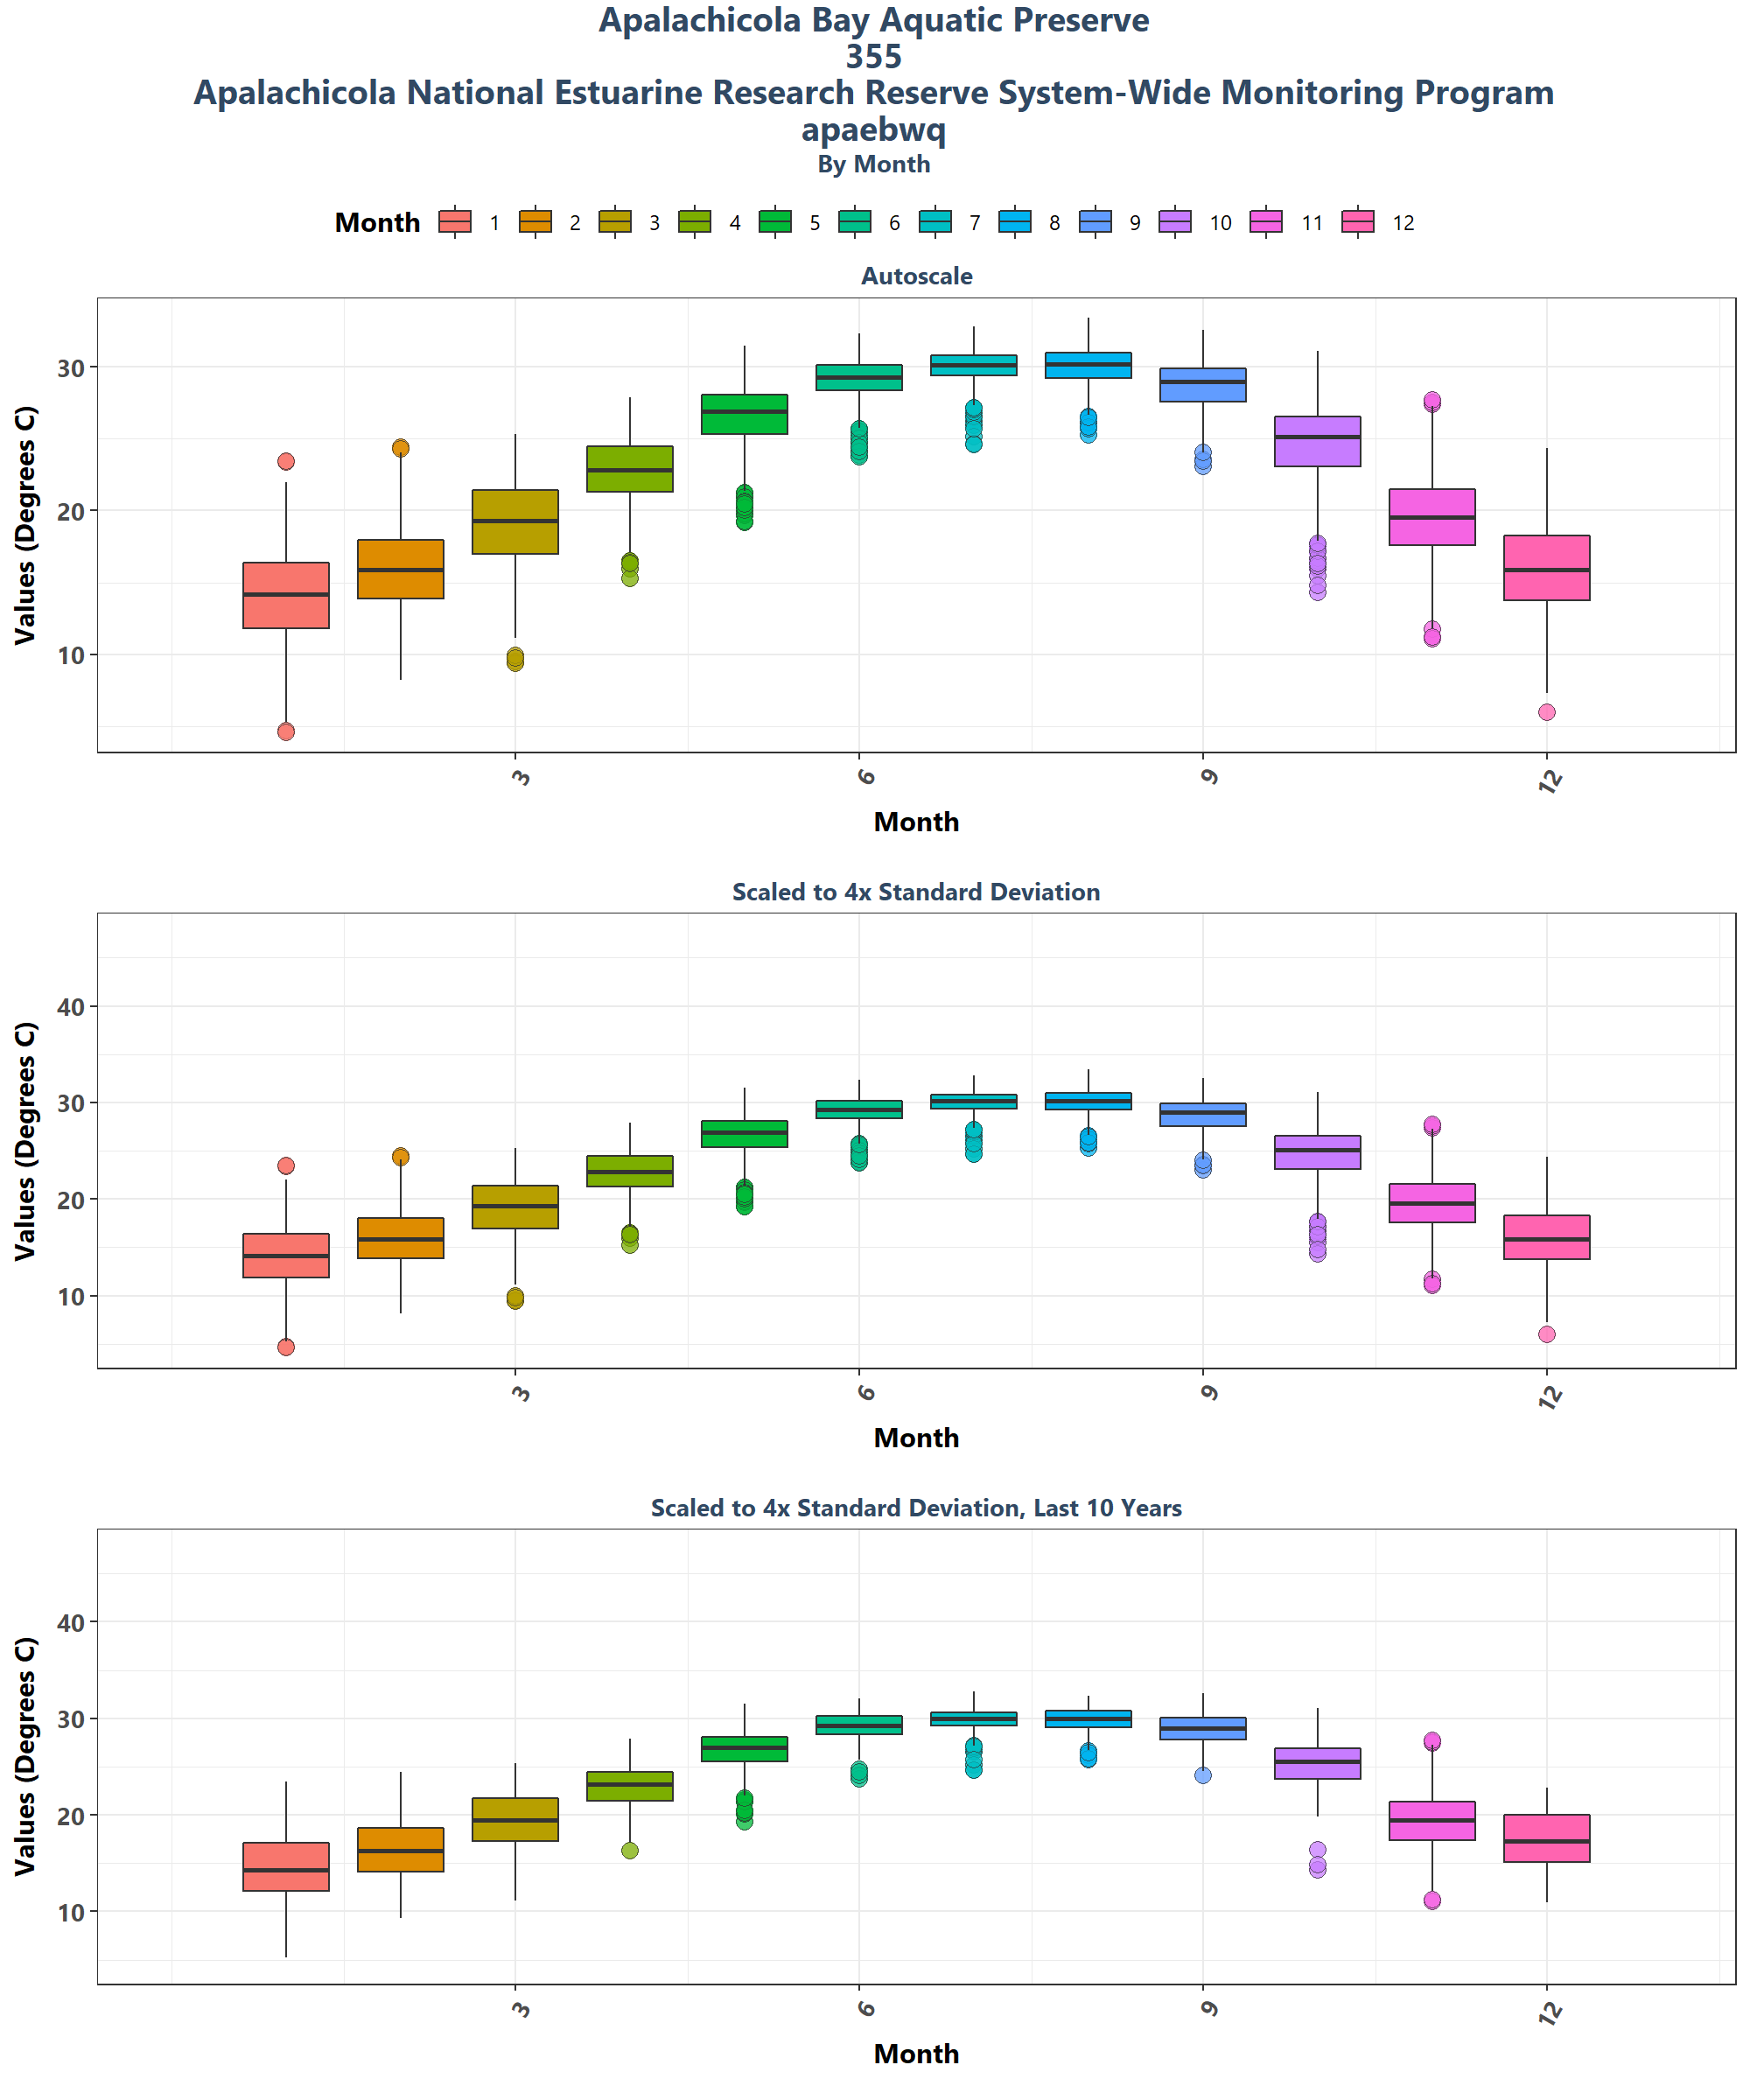 Apalachicola Bay Aquatic Preserve
355
Apalachicola National Estuarine Research Reserve System-Wide Monitoring Program
apaebwq
By Month
Month 1 2 3 4 5 6 7 8 9 10 11 12
Autoscale
Values (Degrees C)
30
20
10
3 6 9 12
Month
Scaled to 4x Standard Deviation
Values (Degrees C)
40
30
20
10
3 6 9 12
Month
Scaled to 4x Standard Deviation, Last 10 Years
Values (Degrees C)
40
30
20
10
3 6 9 12
Month